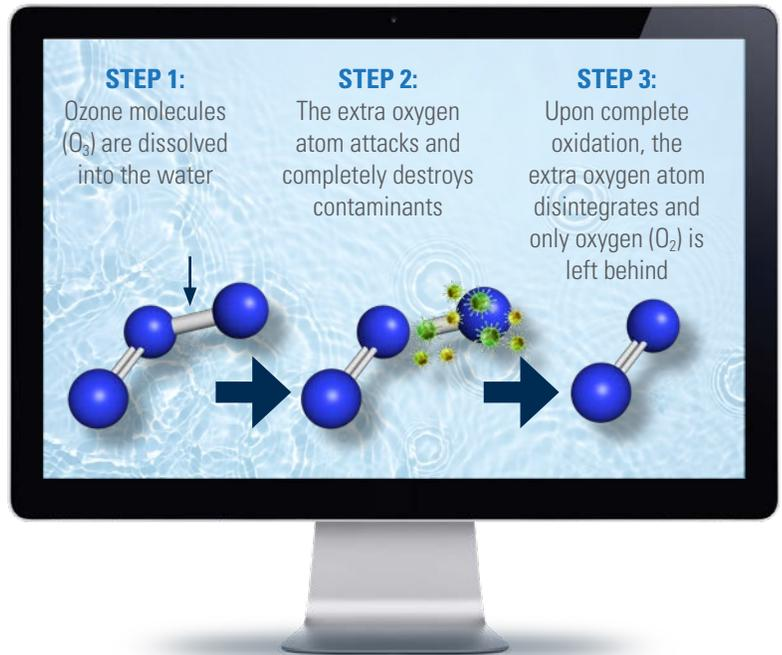 STEP 1:
Ozone molecules
(O₃) are dissolved
into the water
STEP 2:
The extra oxygen
atom attacks and
completely destroys
contaminants
STEP 3:
Upon complete
oxidation, the
extra oxygen atom
disintegrates and
only oxygen (O₂) is
left behind